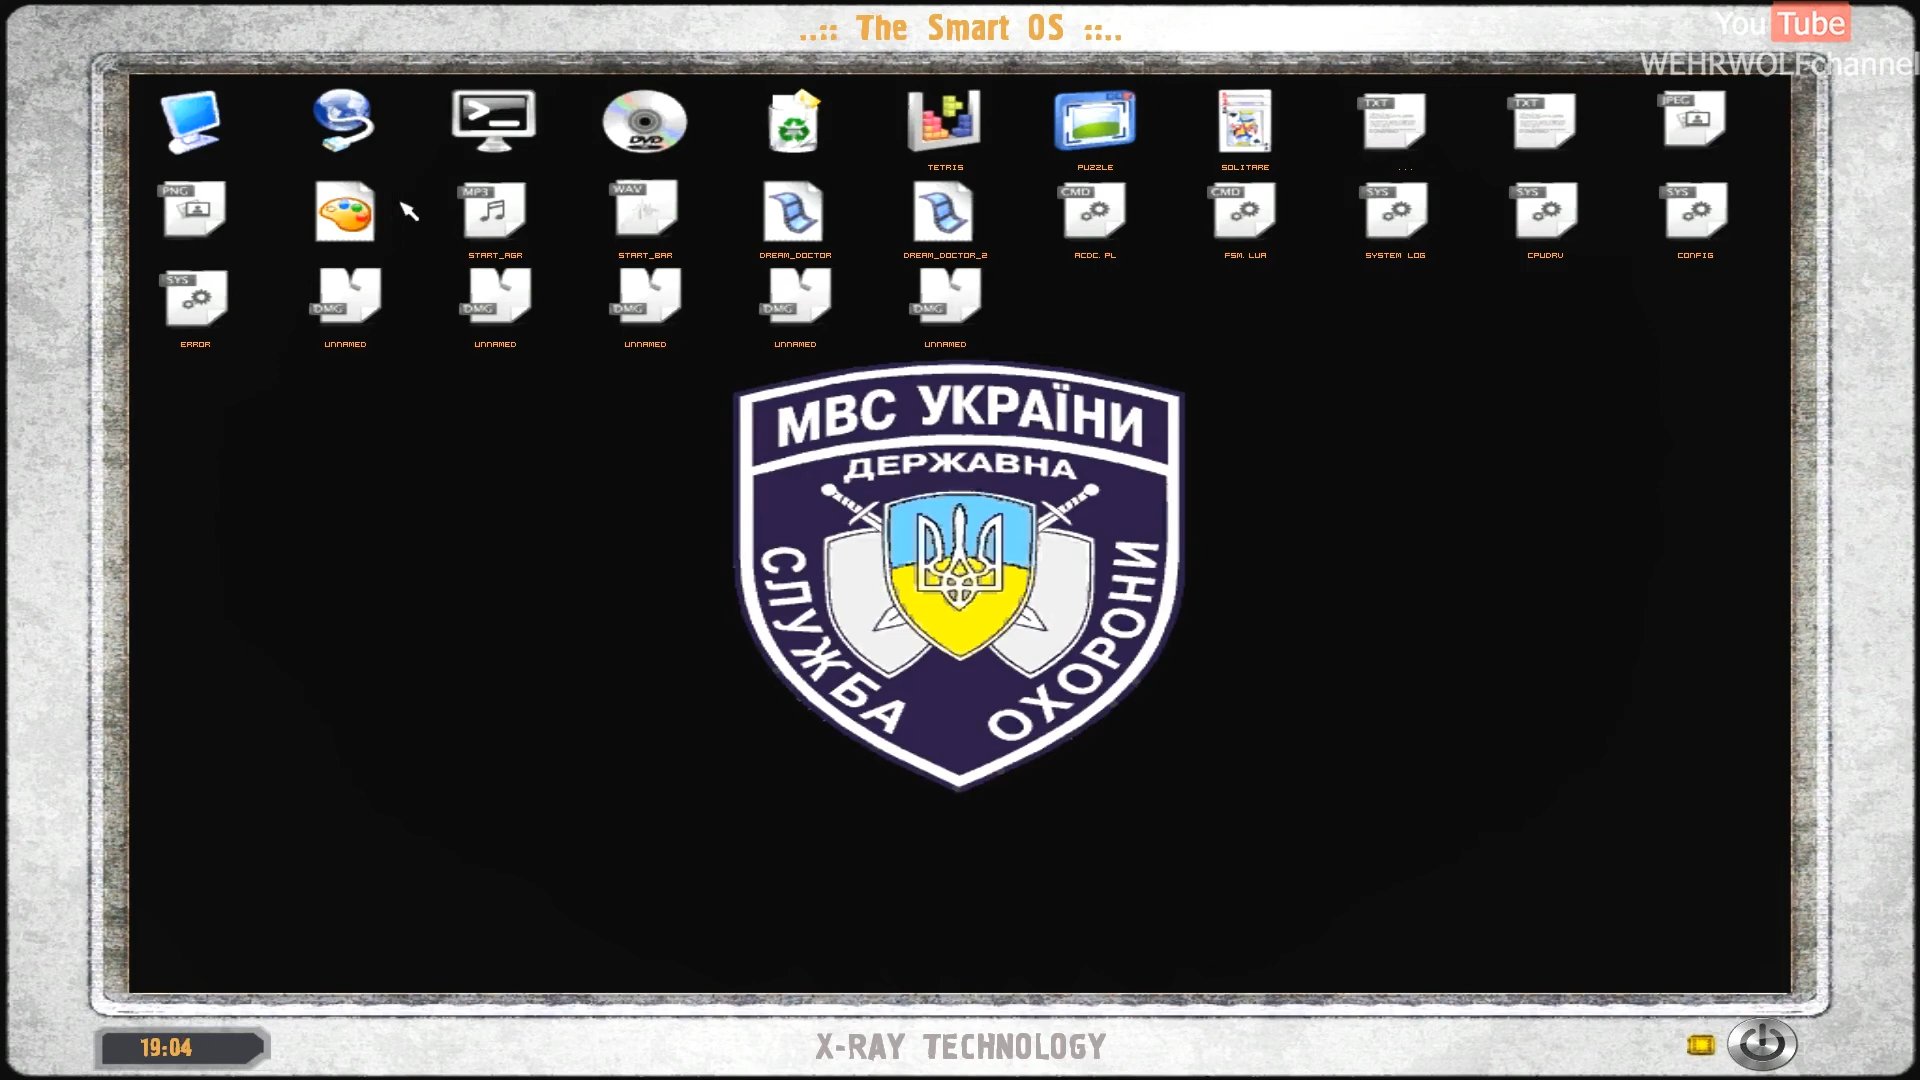 ..:: The Smart OS ::..
You Tube
WEHRWOLFchannel
DVD
TXT
TXT
JPEG
TETRIS
PUZZLE
SOLITARE
...
PNG
MP3
WAV
CMD
CMD
SYS
SYS
SYS
START_AGR
START_BAR
DREAM_DOCTOR
DREAM_DOCTOR_2
ACDC. PL
FSM. LUA
SYSTEM LOG
CPUDRV
CONFIG
SYS
DMG
DMG
DMG
DMG
DMG
ERROR
UNNAMED
UNNAMED
UNNAMED
UNNAMED
UNNAMED
МВС УКРАЇНИ
ДЕРЖАВНА
СЛУЖБА
ОХОРОНИ
19:04
X-RAY TECHNOLOGY